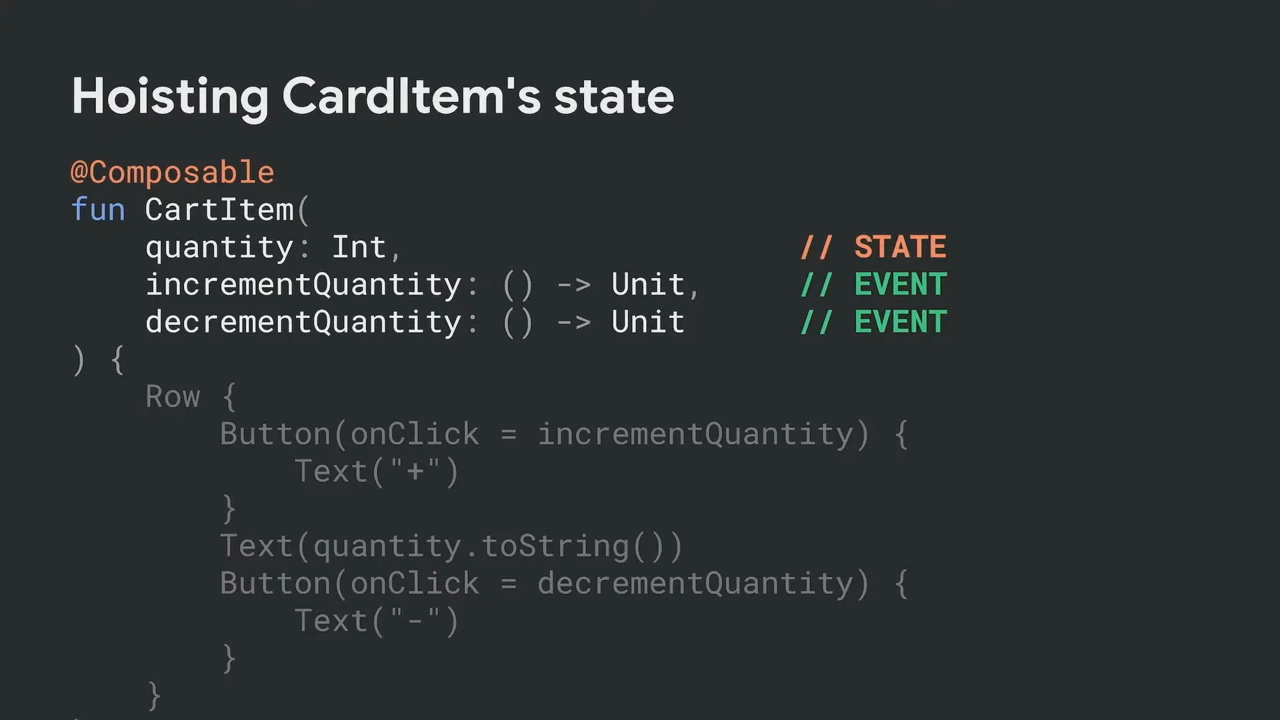 Hoisting CardItem's state
@Composable
fun CartItem(
    quantity: Int,                     // STATE
    incrementQuantity: () -> Unit,     // EVENT
    decrementQuantity: () -> Unit      // EVENT
) {
    Row {
        Button(onClick = incrementQuantity) {
            Text("+")
        }
        Text(quantity.toString())
        Button(onClick = decrementQuantity) {
            Text("-")
        }
    }